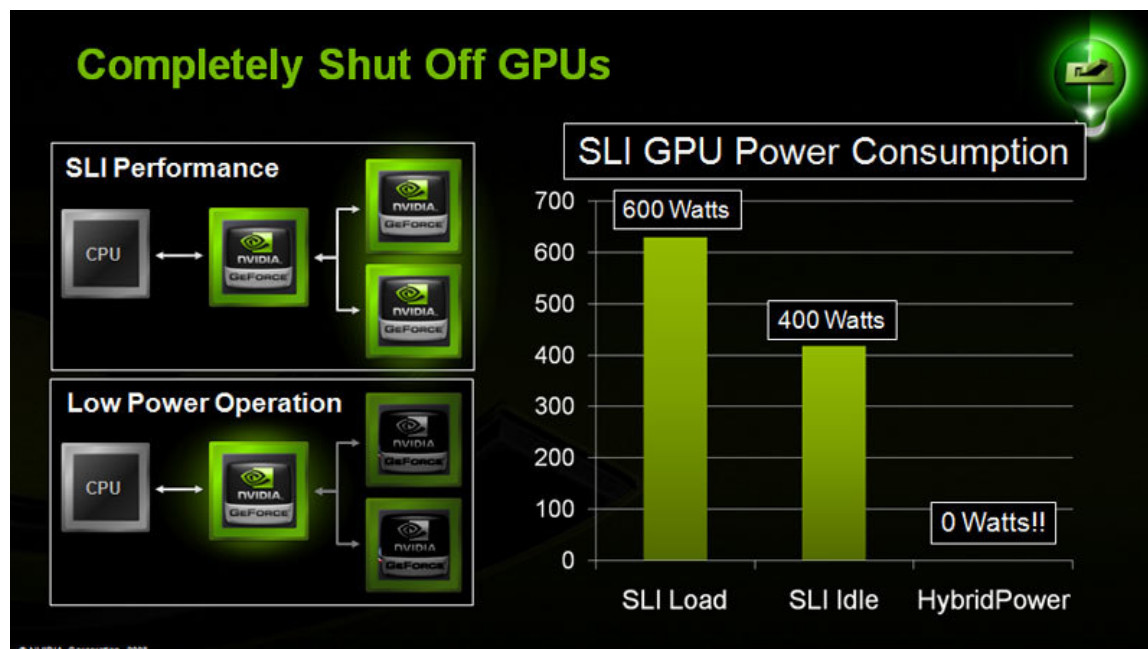 Completely Shut Off GPUs
SLI Performance
CPU
NVIDIA.
GEFORCE
NVIDIA.
GEFORCE
NVIDIA.
GEFORCE
Low Power Operation
CPU
NVIDIA.
GEFORCE
NVIDIA
GEFORCE
NVIDIA
GEFORCE
SLI GPU Power Consumption
700
600
500
400
300
200
100
0
600 Watts
400 Watts
0 Watts!!
SLI Load
SLI Idle
HybridPower